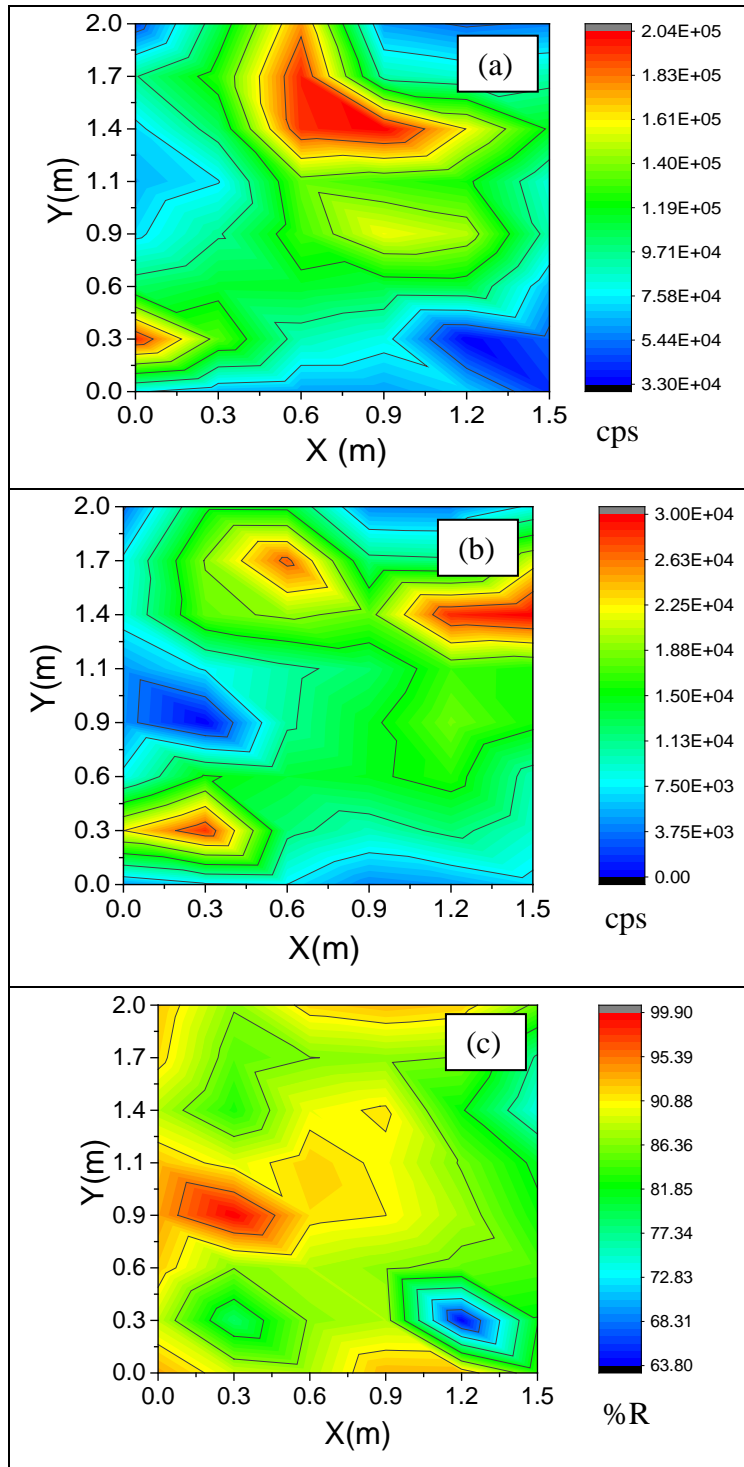 2.0
1.7
1.4
1.1
0.9
0.6
0.3
0.0
Y(m)
0.0 0.3 0.6 0.9 1.2 1.5
X (m)
(a)
2.04E+05
1.83E+05
1.61E+05
1.40E+05
1.19E+05
9.71E+04
7.58E+04
5.44E+04
3.30E+04
cps
2.0
1.7
1.4
1.1
0.9
0.6
0.3
0.0
Y(m)
0.0 0.3 0.6 0.9 1.2 1.5
X(m)
(b)
3.00E+04
2.63E+04
2.25E+04
1.88E+04
1.50E+04
1.13E+04
7.50E+03
3.75E+03
0.00
cps
2.0
1.7
1.4
1.1
0.9
0.6
0.3
0.0
Y(m)
0.0 0.3 0.6 0.9 1.2 1.5
X(m)
(c)
99.90
95.39
90.88
86.36
81.85
77.34
72.83
68.31
63.80
%R